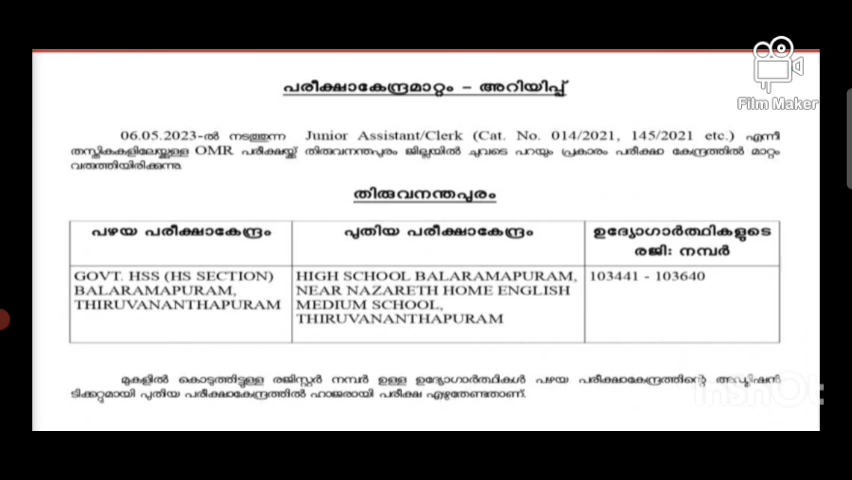 പരീക്ഷാകേന്ദ്രമാറ്റം – അറിയിപ്പ്
Film Maker
06.05.2023-ൽ നടത്തുന്ന Junior Assistant/Clerk (Cat. No. 014/2021, 145/2021 etc.) എന്നീ
തസ്തികകളിലേയ്ക്കുള്ള OMR പരീക്ഷയ്ക്ക് തിരുവനന്തപുരം ജില്ലയിൽ ചുവടെ പറയും പ്രകാരം പരീക്ഷാ കേന്ദ്രത്തിൽ മാറ്റം
വരുത്തിയിരിക്കുന്നു.
തിരുവനന്തപുരം
പഴയ പരീക്ഷാകേന്ദ്രം
GOVT. HSS (HS SECTION)
BALARAMAPURAM,
THIRUVANANTHAPURAM
പുതിയ പരീക്ഷാകേന്ദ്രം
HIGH SCHOOL BALARAMAPURAM,
NEAR NAZARETH HOME ENGLISH
MEDIUM SCHOOL,
THIRUVANANTHAPURAM
ഉദ്യോഗാർത്ഥികളുടെ
രജി: നമ്പർ
103441 - 103640
മുകളിൽ കൊടുത്തിട്ടുള്ള രജിസ്റ്റർ നമ്പർ ഉള്ള ഉദ്യോഗാർത്ഥികൾ പഴയ പരീക്ഷാകേന്ദ്രത്തിന്റെ അഡ്മിഷൻ
ടിക്കറ്റുമായി പുതിയ പരീക്ഷാകേന്ദ്രത്തിൽ ഹാജരായി പരീക്ഷ എഴുതേണ്ടതാണ്.
InShOt